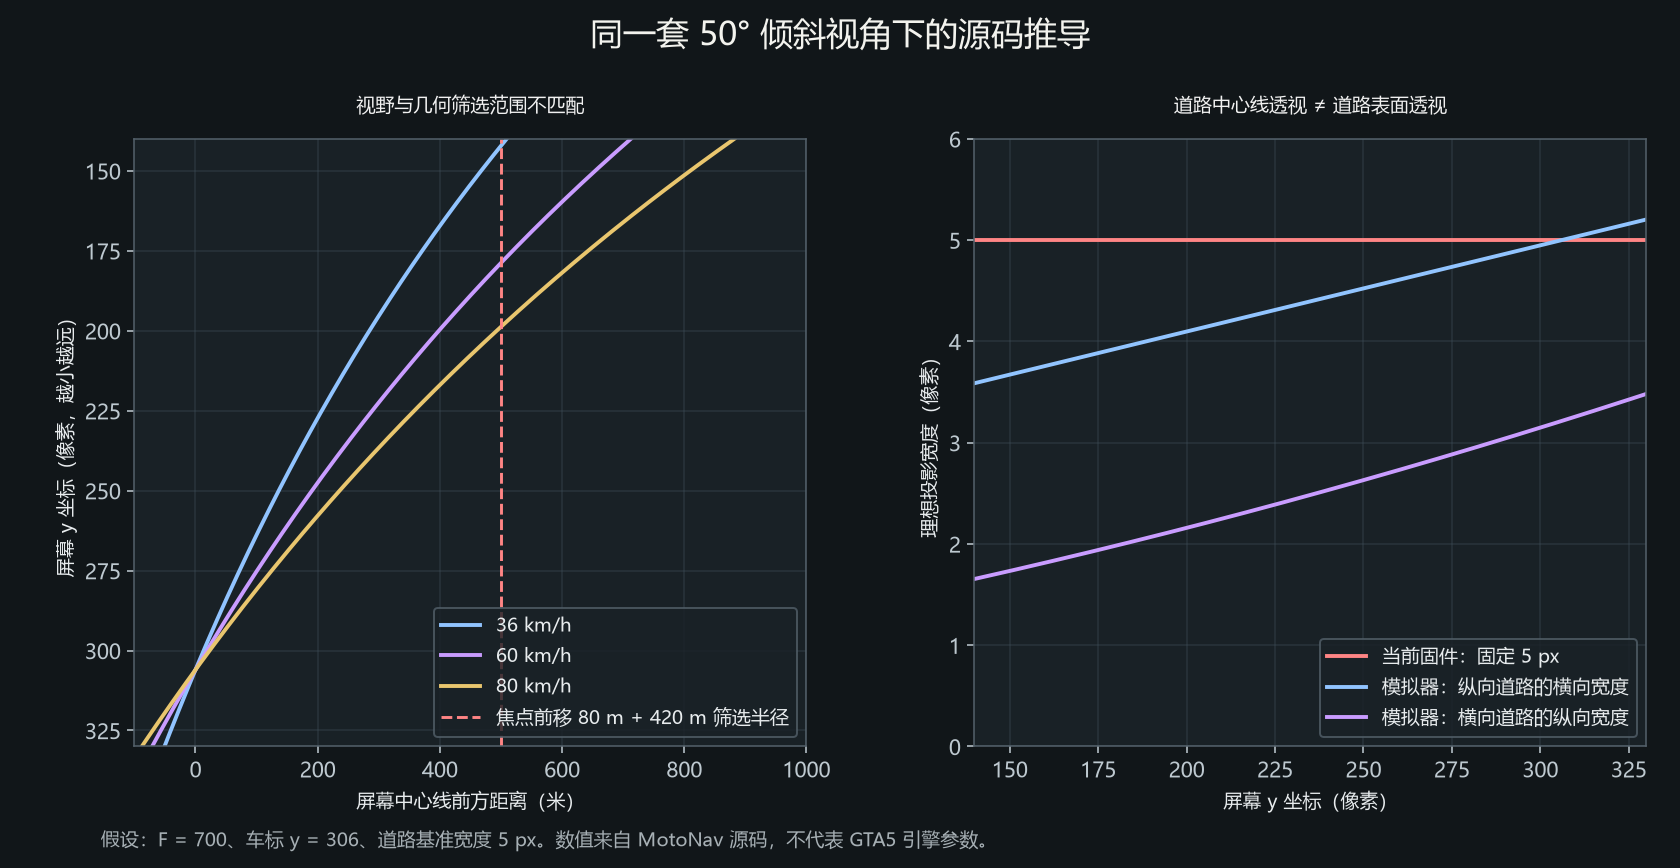 同一套 50° 倾斜视角下的源码推导
视野与几何筛选范围不匹配
150
175
200
225
250
275
300
325
屏幕 y 坐标（像素，越小越远）
0
200
400
600
800
1000
屏幕中心线前方距离（米）
36 km/h
60 km/h
80 km/h
焦点前移 80 m + 420 m 筛选半径
道路中心线透视 ≠ 道路表面透视
6
5
4
3
2
1
0
理想投影宽度（像素）
150
175
200
225
250
275
300
325
屏幕 y 坐标（像素）
当前固件：固定 5 px
模拟器：纵向道路的横向宽度
模拟器：横向道路的纵向宽度
假设：F = 700、车标 y = 306、道路基准宽度 5 px。数值来自 MotoNav 源码，不代表 GTA5 引擎参数。